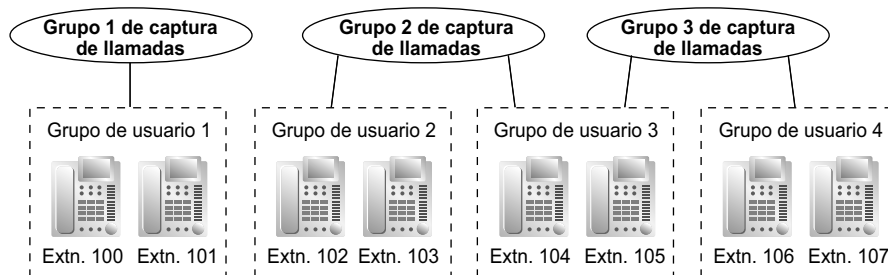 Grupo 1 de captura
de llamadas
Grupo 2 de captura
de llamadas
Grupo 3 de captura
de llamadas
Grupo de usuario 1
Grupo de usuario 2
Grupo de usuario 3
Grupo de usuario 4
Extn. 100 Extn. 101
Extn. 102 Extn. 103
Extn. 104 Extn. 105
Extn. 106 Extn. 107